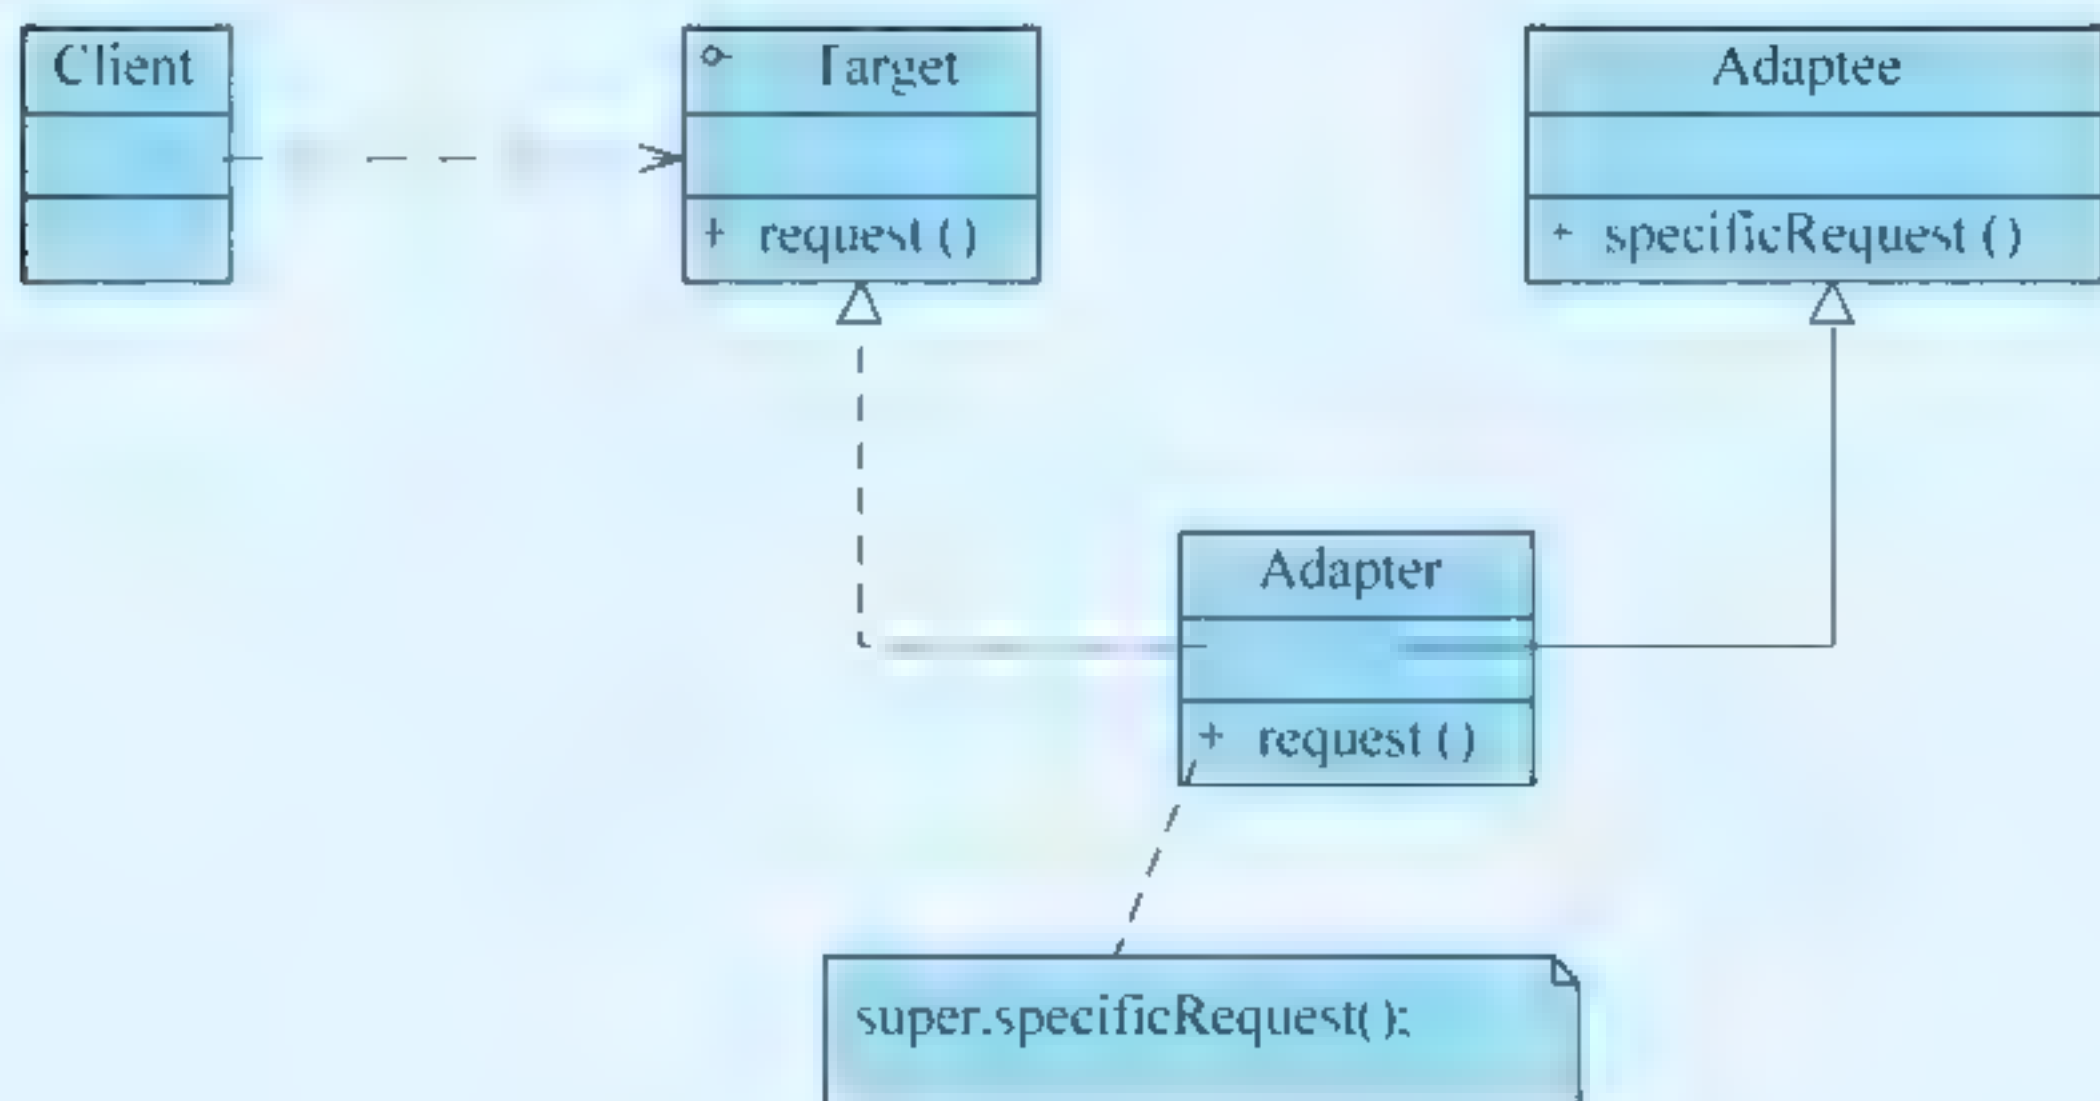 Client
Target
Adaptee
+ request ()
+ specificRequest ()
Adapter
+ request ()
super.specificRequest();